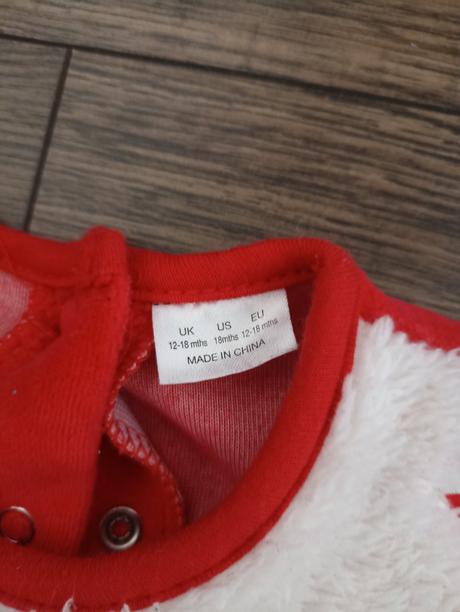 UK US EU
12-18 mths 18mths 12-18 mths
MADE IN CHINA